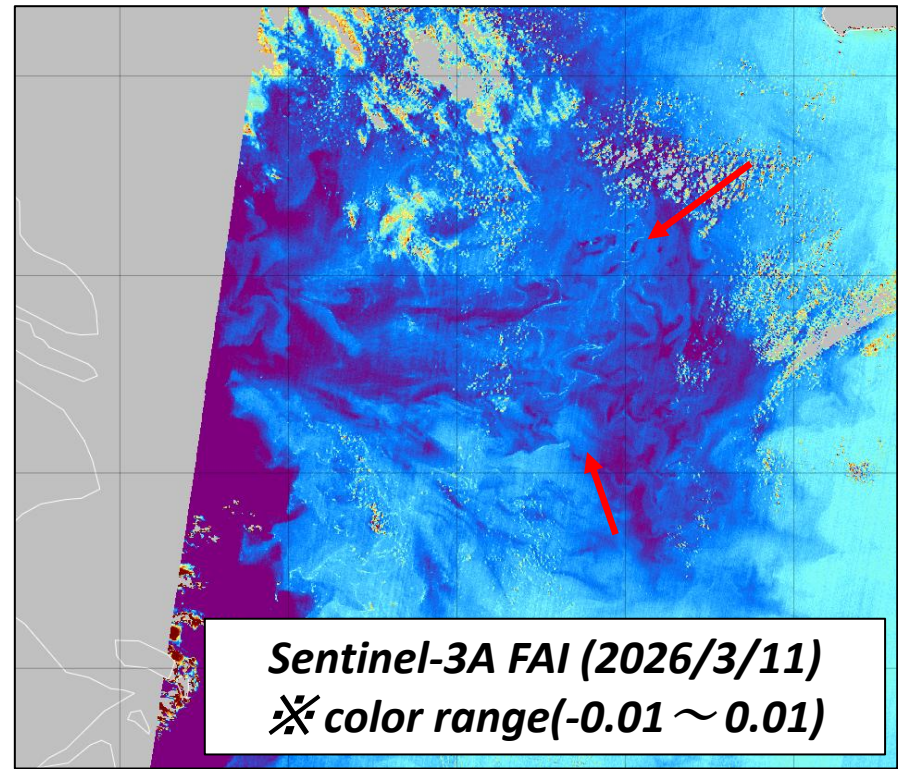 Sentinel-3A FAI (2026/3/11)
※ color range(-0.01～0.01)